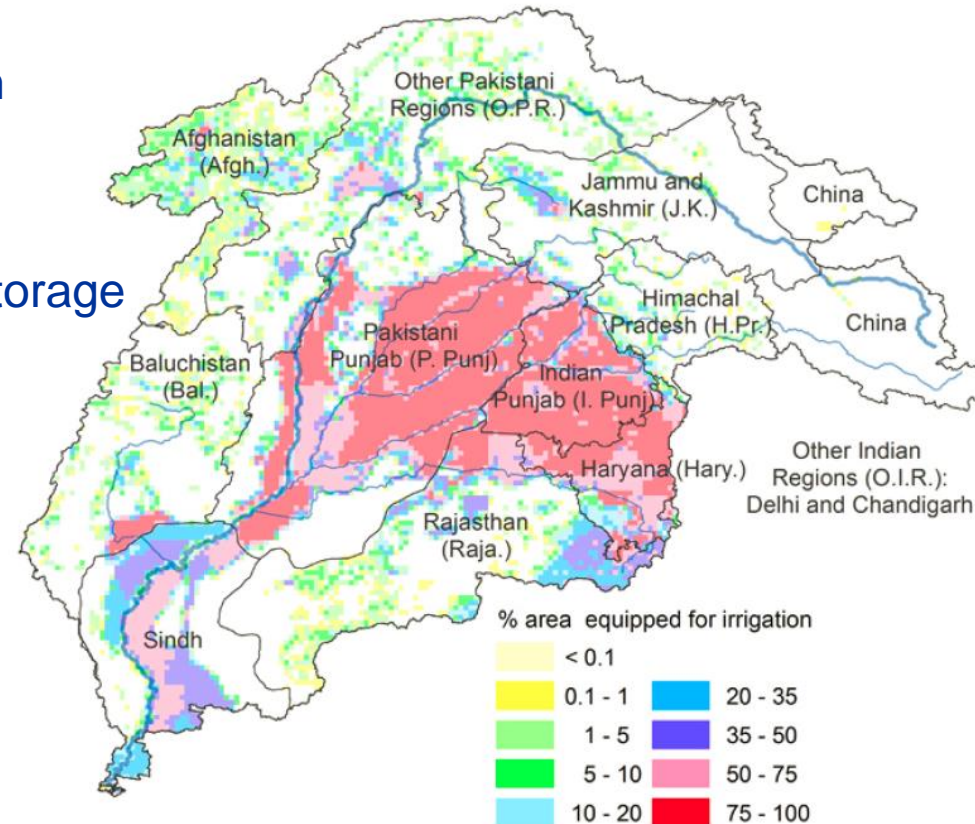 n
torage
Other Pakistani
Regions (O.P.R.)
Afghanistan
(Afgh.)
Jammu and
Kashmir (J.K.)
China
Himachal
Pradesh (H.Pr.)
China
Pakistani
Punjab (P. Punj)
Indian
Punjab (I. Punj)
Baluchistan
(Bal.)
Haryana (Hary.)
Other Indian
Regions (O.I.R.):
Delhi and Chandigarh
Rajasthan
(Raja.)
Sindh
% area equipped for irrigation
< 0.1
0.1 - 1
1 - 5
5 - 10
10 - 20
20 - 35
35 - 50
50 - 75
75 - 100